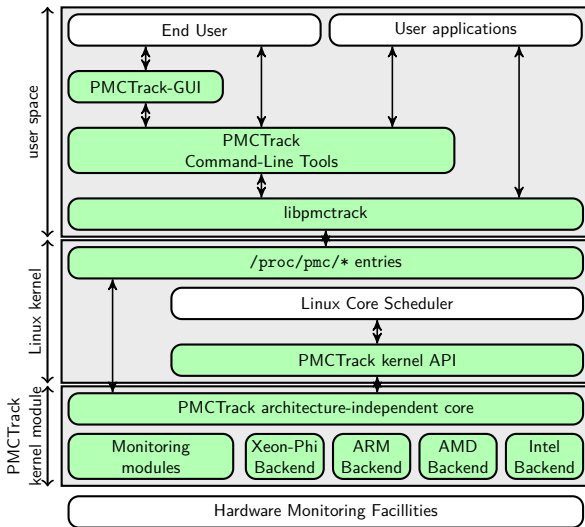 End User
User applications
PMCTrack-GUI
PMCTrack
Command-Line Tools
libpmctrack
user space
/proc/pmc/* entries
Linux Core Scheduler
PMCTrack kernel API
Linux kernel
PMCTrack architecture-independent core
Monitoring
modules
Xeon-Phi
Backend
ARM
Backend
AMD
Backend
Intel
Backend
PMCTrack
kernel module
Hardware Monitoring Facillities